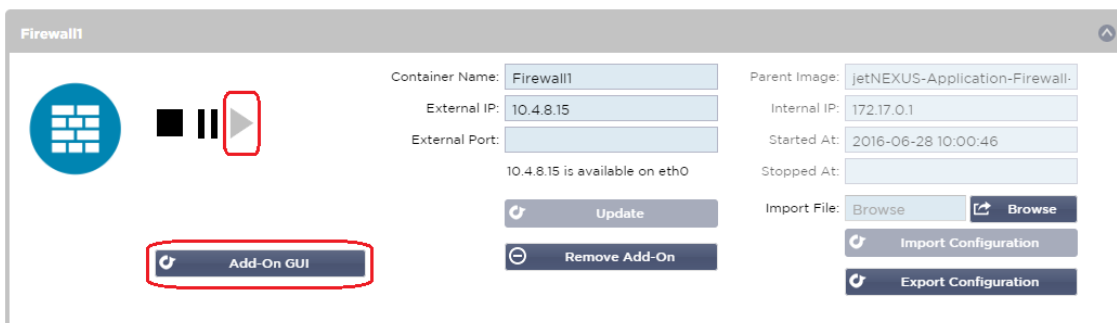 Firewall1
Container Name: Firewall1 Parent Image: jetNEXUS-Application-Firewall-
External IP: 10.4.8.15 Internal IP: 172.17.0.1
External Port: Started At: 2016-06-28 10:00:46
10.4.8.15 is available on eth0 Stopped At:
Update Import File: Browse Browse
Add-On GUI Remove Add-On Import Configuration
Export Configuration